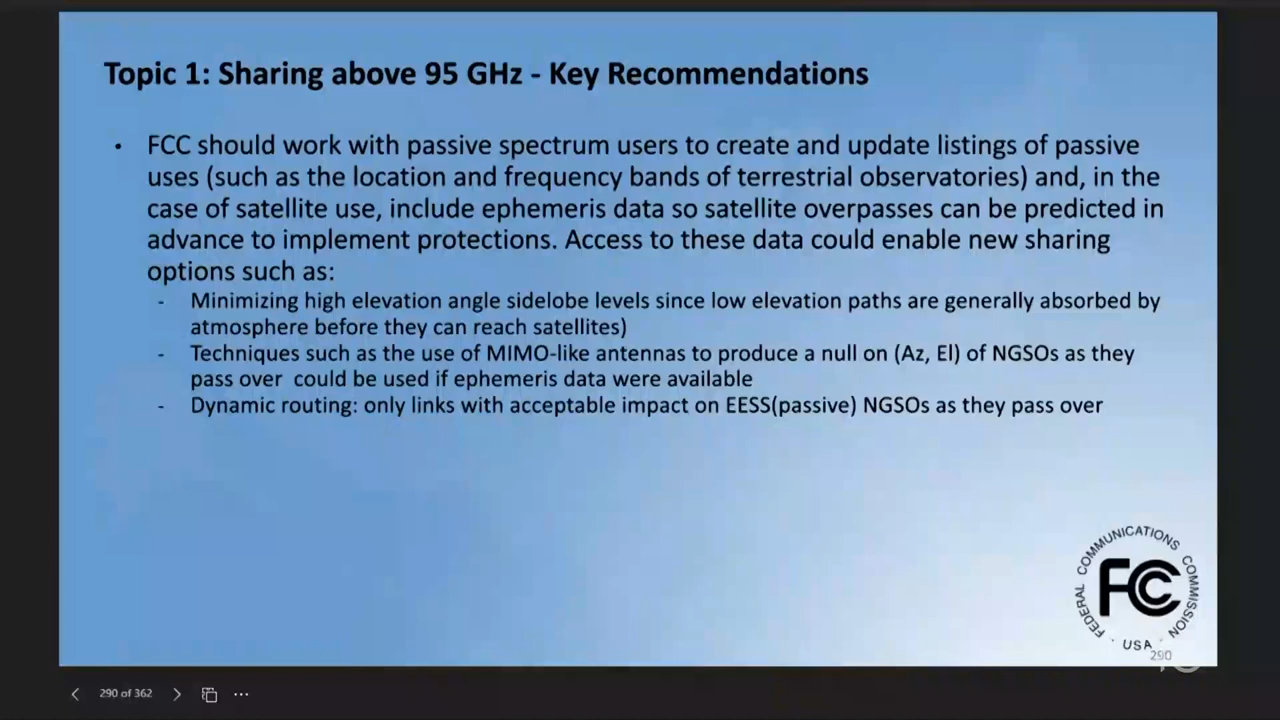 Topic 1: Sharing above 95 GHz - Key Recommendations
• FCC should work with passive spectrum users to create and update listings of passive
uses (such as the location and frequency bands of terrestrial observatories) and, in the
case of satellite use, include ephemeris data so satellite overpasses can be predicted in
advance to implement protections. Access to these data could enable new sharing
options such as:
- Minimizing high elevation angle sidelobe levels since low elevation paths are generally absorbed by
atmosphere before they can reach satellites)
- Techniques such as the use of MIMO-like antennas to produce a null on (Az, El) of NGSOs as they
pass over could be used if ephemeris data were available
- Dynamic routing: only links with acceptable impact on EESS(passive) NGSOs as they pass over
FEDERAL COMMUNICATIONS COMMISSION
FCC
· USA ·
290
290 of 362